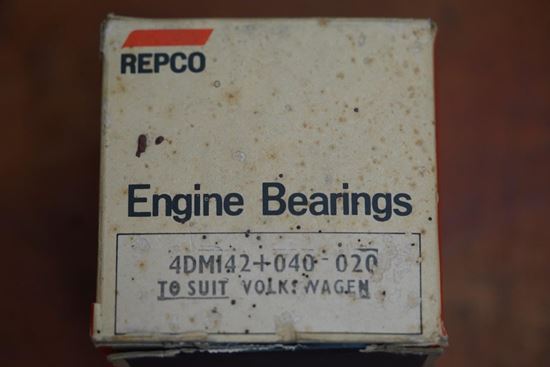 REPCO
Engine Bearings
4DM142+040-020
TO SUIT VOLKSWAGEN